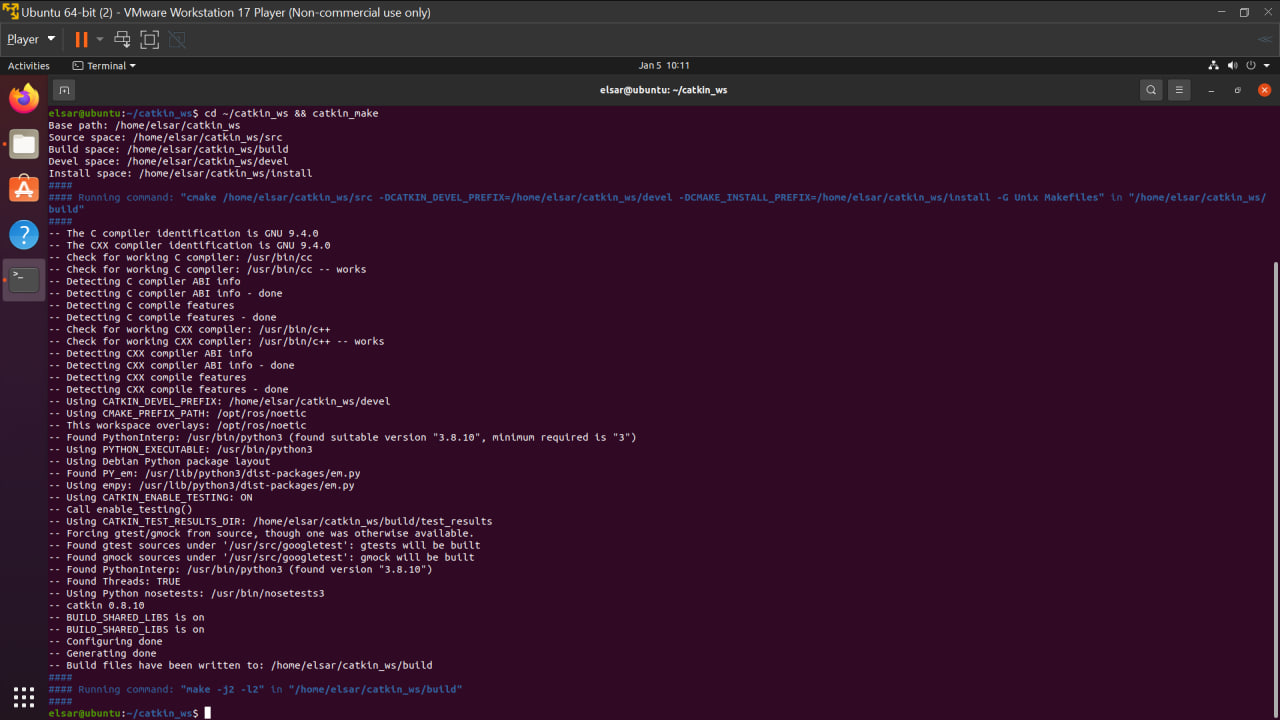 Ubuntu 64-bit (2) - VMware Workstation 17 Player (Non-commercial use only)
Player
Activities
Terminal
Jan 5 10:11
elsar@ubuntu: ~/catkin_ws
elsar@ubuntu:~/catkin_ws$ cd ~/catkin_ws && catkin_make
Base path: /home/elsar/catkin_ws
Source space: /home/elsar/catkin_ws/src
Build space: /home/elsar/catkin_ws/build
Devel space: /home/elsar/catkin_ws/devel
Install space: /home/elsar/catkin_ws/install
####
#### Running command: "cmake /home/elsar/catkin_ws/src -DCATKIN_DEVEL_PREFIX=/home/elsar/catkin_ws/devel -DCMAKE_INSTALL_PREFIX=/home/elsar/catkin_ws/install -G Unix Makefiles" in "/home/elsar/catkin_ws/
build"
####
-- The C compiler identification is GNU 9.4.0
-- The CXX compiler identification is GNU 9.4.0
-- Check for working C compiler: /usr/bin/cc
-- Check for working C compiler: /usr/bin/cc -- works
-- Detecting C compiler ABI info
-- Detecting C compiler ABI info - done
-- Detecting C compile features
-- Detecting C compile features - done
-- Check for working CXX compiler: /usr/bin/c++
-- Check for working CXX compiler: /usr/bin/c++ -- works
-- Detecting CXX compiler ABI info
-- Detecting CXX compiler ABI info - done
-- Detecting CXX compile features
-- Detecting CXX compile features - done
-- Using CATKIN_DEVEL_PREFIX: /home/elsar/catkin_ws/devel
-- Using CMAKE_PREFIX_PATH: /opt/ros/noetic
-- This workspace overlays: /opt/ros/noetic
-- Found PythonInterp: /usr/bin/python3 (found suitable version "3.8.10", minimum required is "3")
-- Using PYTHON_EXECUTABLE: /usr/bin/python3
-- Using Debian Python package layout
-- Found PY_em: /usr/lib/python3/dist-packages/em.py
-- Using empy: /usr/lib/python3/dist-packages/em.py
-- Using CATKIN_ENABLE_TESTING: ON
-- Call enable_testing()
-- Using CATKIN_TEST_RESULTS_DIR: /home/elsar/catkin_ws/build/test_results
-- Forcing gtest/gmock from source, though one was otherwise available.
-- Found gtest sources under '/usr/src/googletest': gtests will be built
-- Found gmock sources under '/usr/src/googletest': gmock will be built
-- Found PythonInterp: /usr/bin/python3 (found version "3.8.10")
-- Found Threads: TRUE
-- Using Python nosetests: /usr/bin/nosetests3
-- catkin 0.8.10
-- BUILD_SHARED_LIBS is on
-- BUILD_SHARED_LIBS is on
-- Configuring done
-- Generating done
-- Build files have been written to: /home/elsar/catkin_ws/build
####
#### Running command: "make -j2 -l2" in "/home/elsar/catkin_ws/build"
####
elsar@ubuntu:~/catkin_ws$